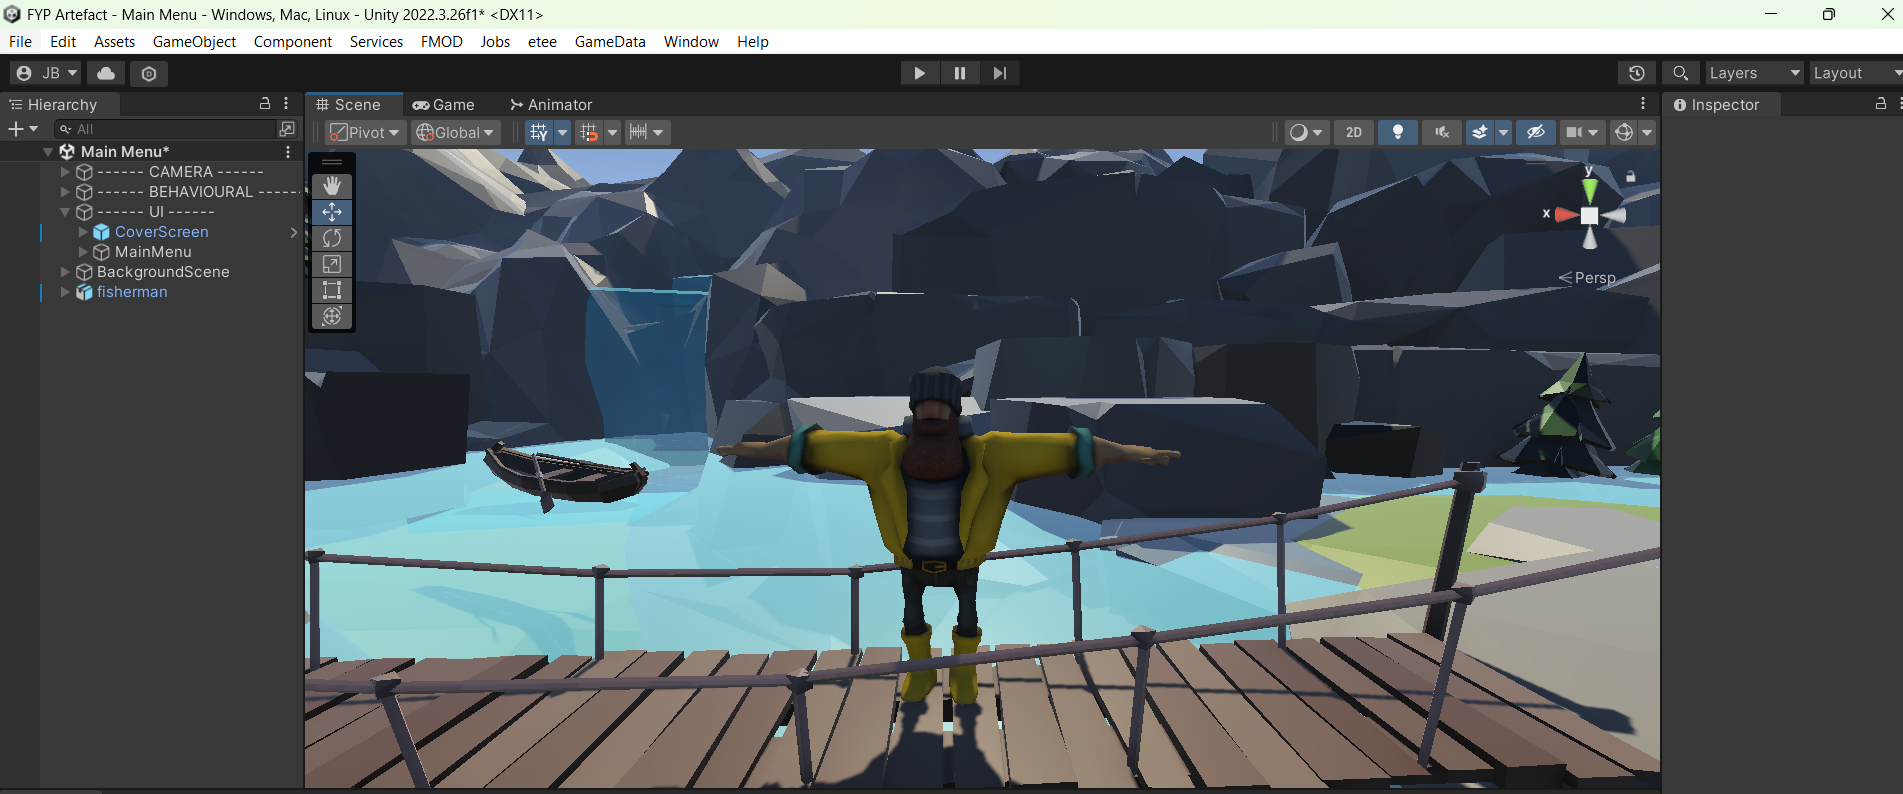 FYP Artefact - Main Menu - Windows, Mac, Linux - Unity 2022.3.26f1* <DX11>
File Edit Assets GameObject Component Services FMOD Jobs etee GameData Window Help
JB Layers Layout
Hierarchy Scene Game Animator Inspector
All Pivot Global 2D
Main Menu*
------ CAMERA ------
------ BEHAVIOURAL -----
------ UI ------
CoverScreen
MainMenu
BackgroundScene
fisherman
y
x
Persp